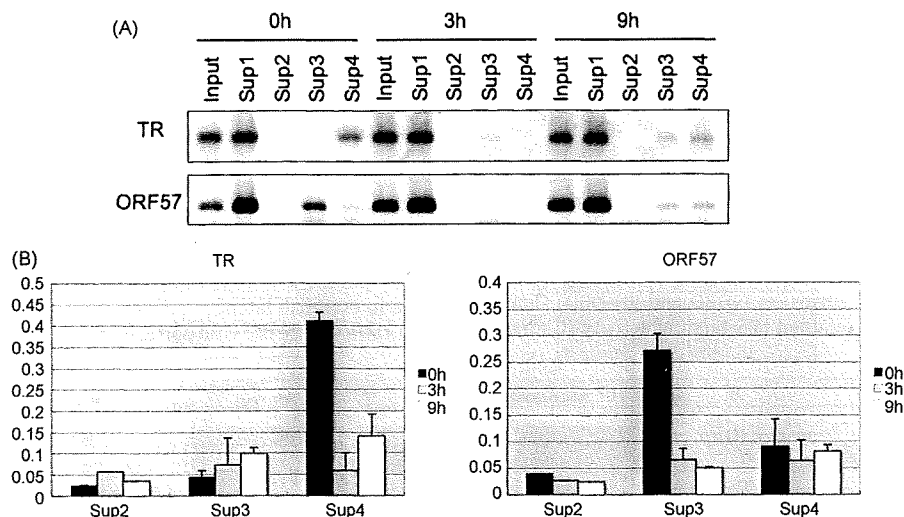 (A)
0h 3h 9h
Input Sup1 Sup2 Sup3 Sup4 Input Sup1 Sup2 Sup3 Sup4 Input Sup1 Sup2 Sup3 Sup4
TR
ORF57
(B)
TR
0.5
0.45
0.4
0.35
0.3
0.25
0.2
0.15
0.1
0.05
0
Sup2 Sup3 Sup4
0h
3h
9h
ORF57
0.4
0.35
0.3
0.25
0.2
0.15
0.1
0.05
0
Sup2 Sup3 Sup4
0h
3h
9h